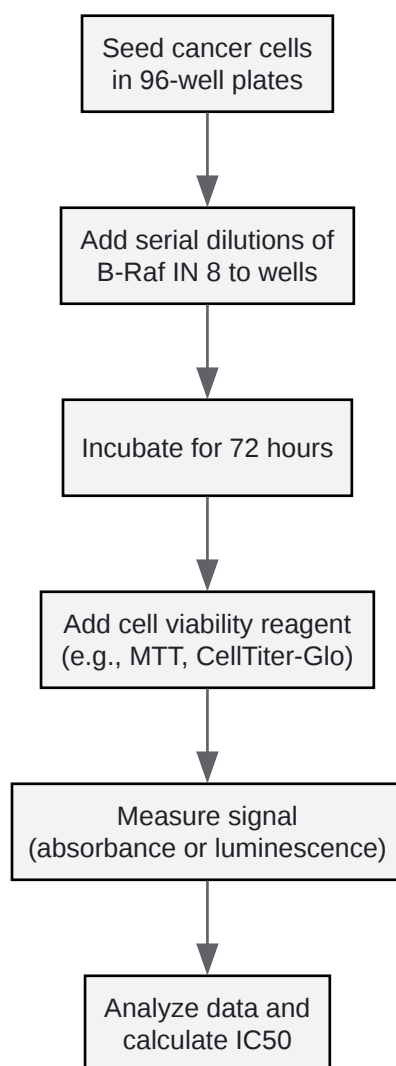 Seed cancer cells
in 96-well plates
Add serial dilutions of
B-Raf IN 8 to wells
Incubate for 72 hours
Add cell viability reagent
(e.g., MTT, CellTiter-Glo)
Measure signal
(absorbance or luminescence)
Analyze data and
calculate IC50